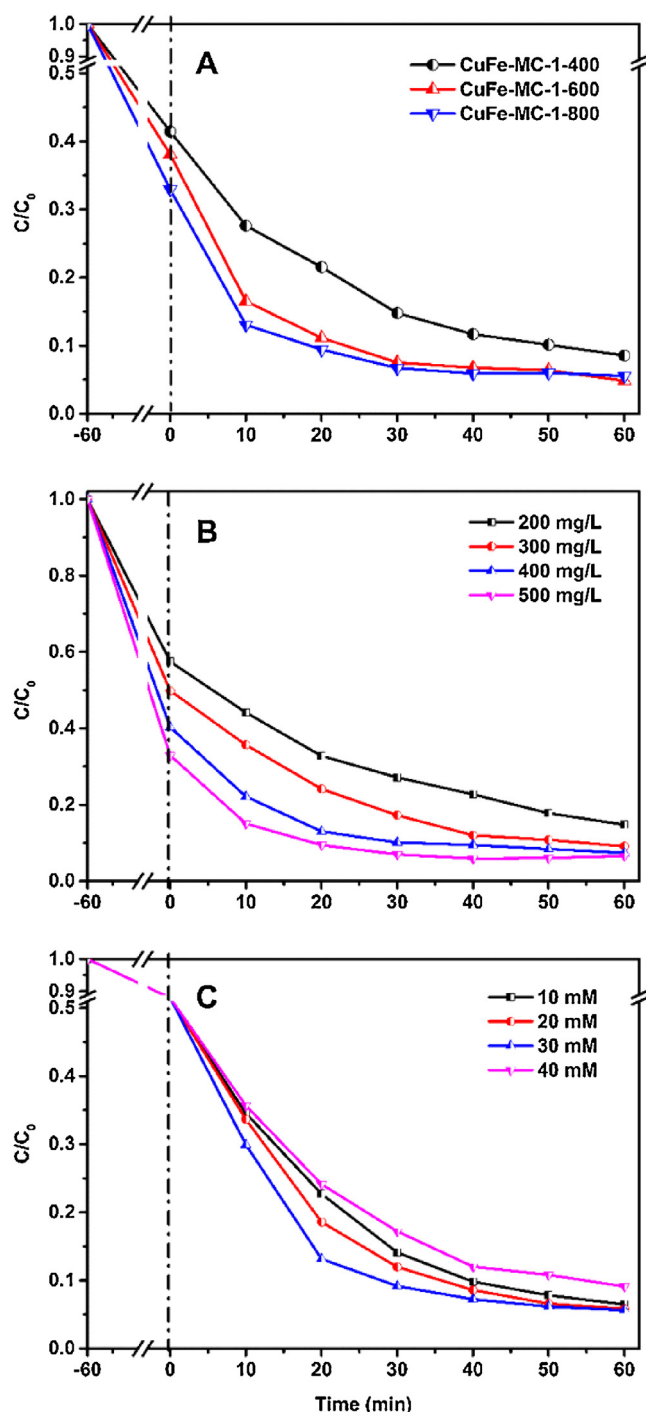 A
CuFe-MC-1-400
CuFe-MC-1-600
CuFe-MC-1-800
C/C0
1.0
0.9
0.5
0.4
0.3
0.2
0.1
0.0
-60 0 10 20 30 40 50 60
B
200 mg/L
300 mg/L
400 mg/L
500 mg/L
C/C0
1.0
0.8
0.6
0.4
0.2
0.0
-60 0 10 20 30 40 50 60
C
10 mM
20 mM
30 mM
40 mM
C/C0
1.0
0.9
0.5
0.4
0.3
0.2
0.1
0.0
-60 0 10 20 30 40 50 60
Time (min)